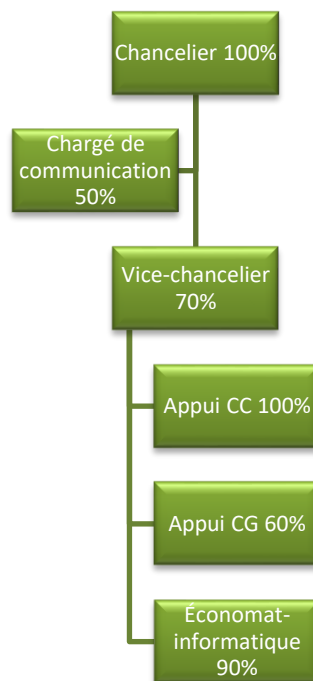 Chancelier 100%
Chargé de
communication
50%
Vice-chancelier
70%
Appui CC 100%
Appui CG 60%
Économat-
informatique
90%